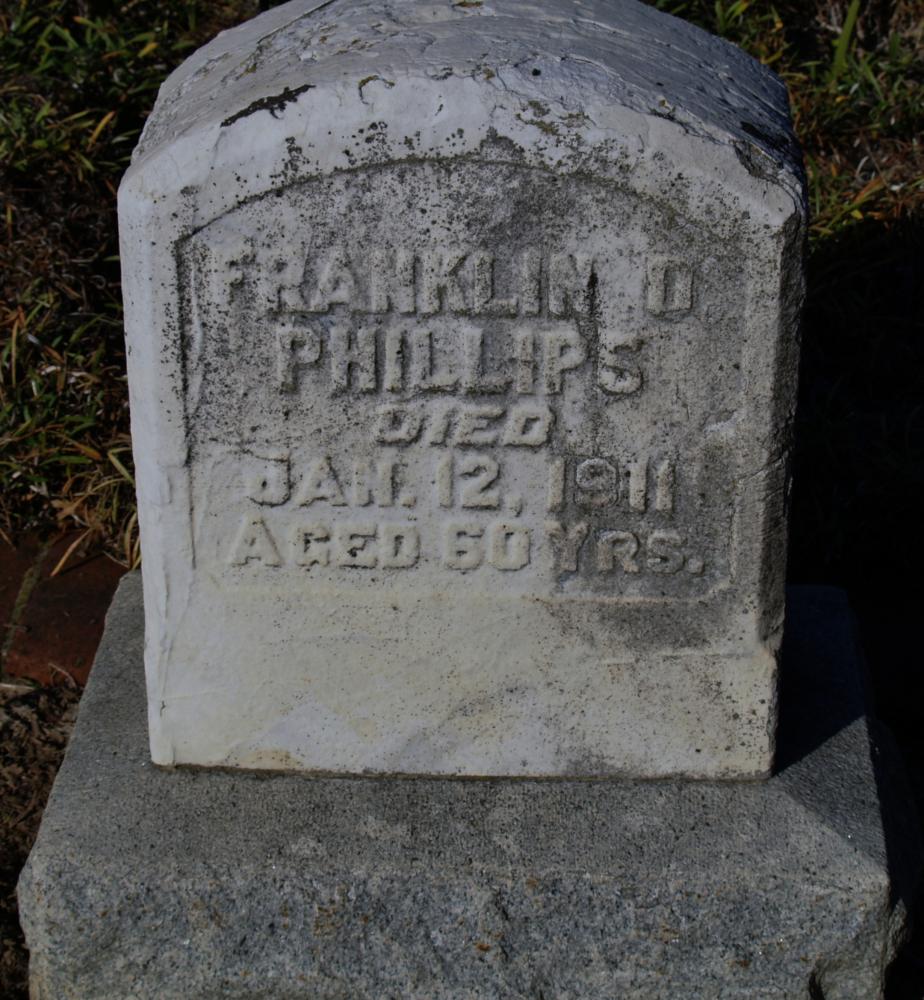 FRANKLIN D
PHILLIPS
DIED
JAN. 12, 1911
AGED 60 YRS.